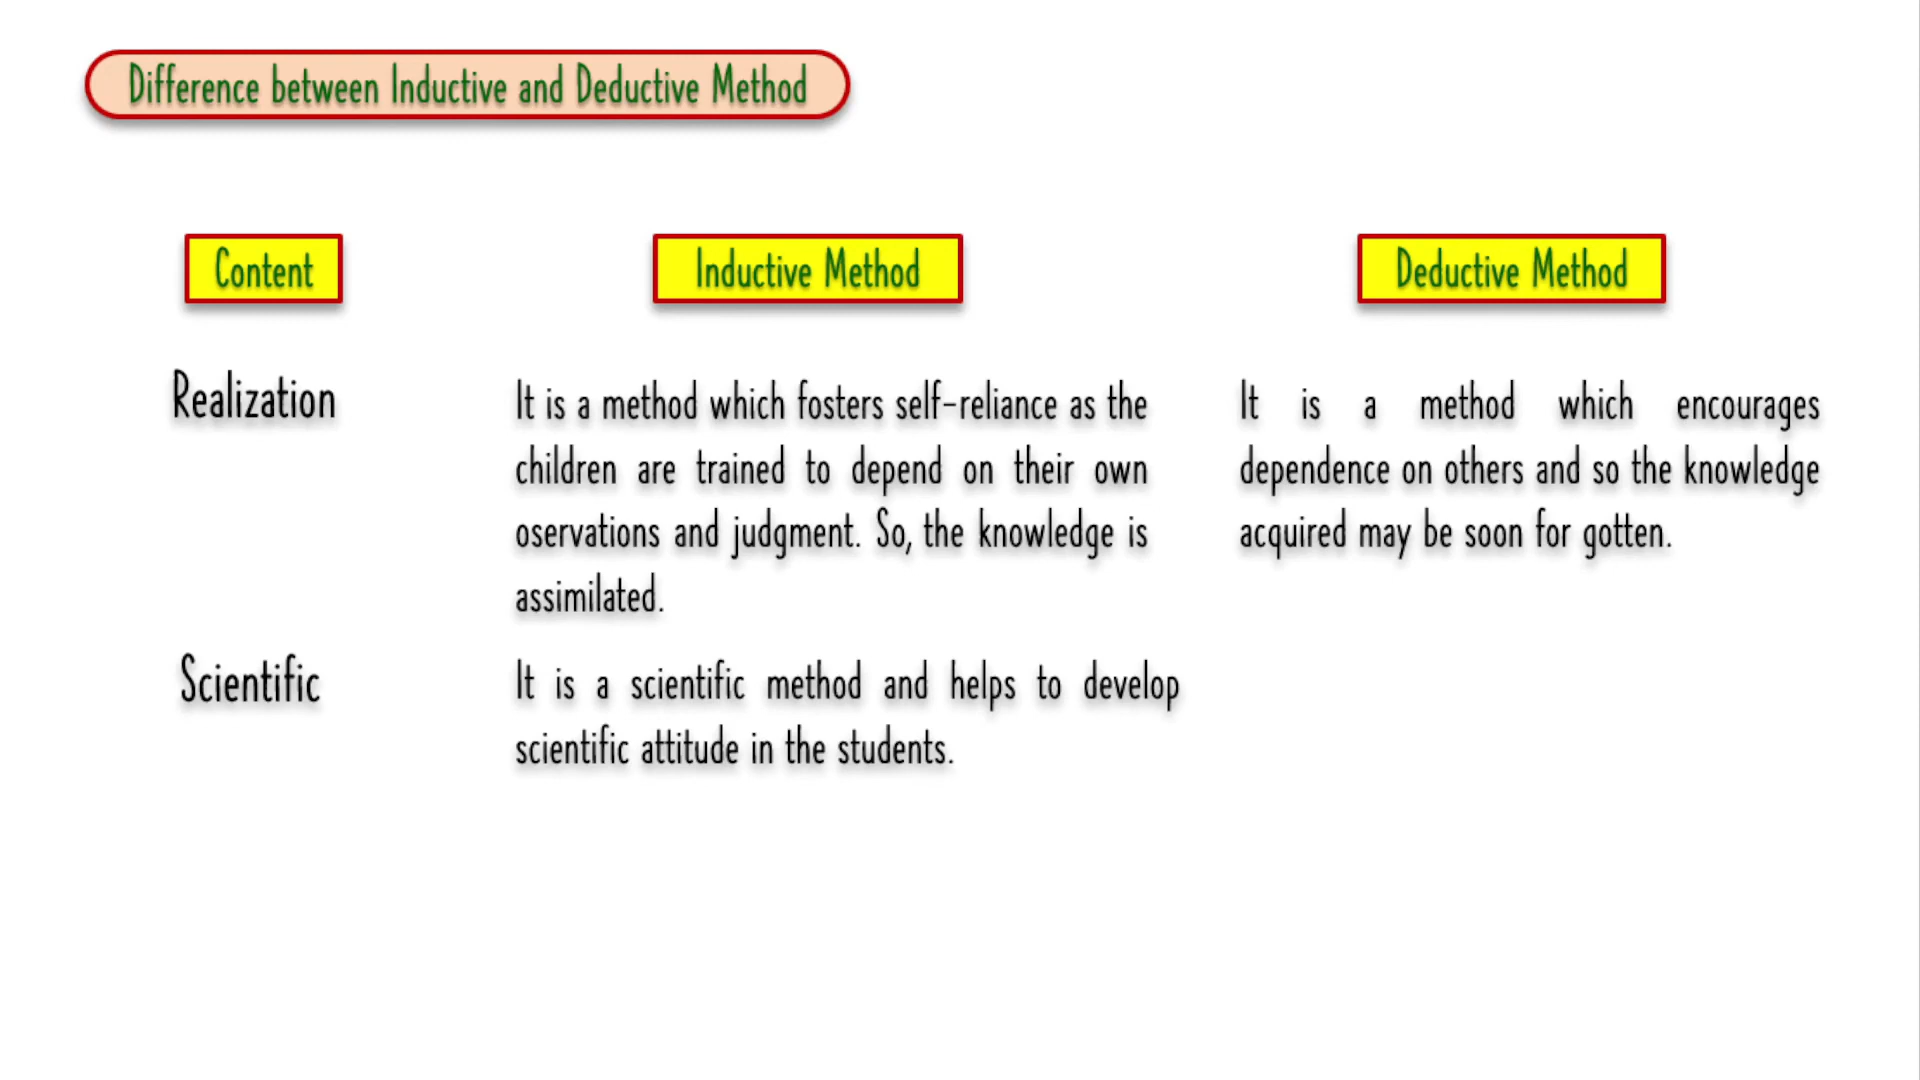 Difference between Inductive and Deductive Method
Content
Inductive Method
Deductive Method
Realization
It is a method which fosters self-reliance as the
children are trained to depend on their own
oservations and judgment. So, the knowledge is
assimilated.
It is a method which encourages
dependence on others and so the knowledge
acquired may be soon for gotten.
Scientific
It is a scientific method and helps to develop
scientific attitude in the students.